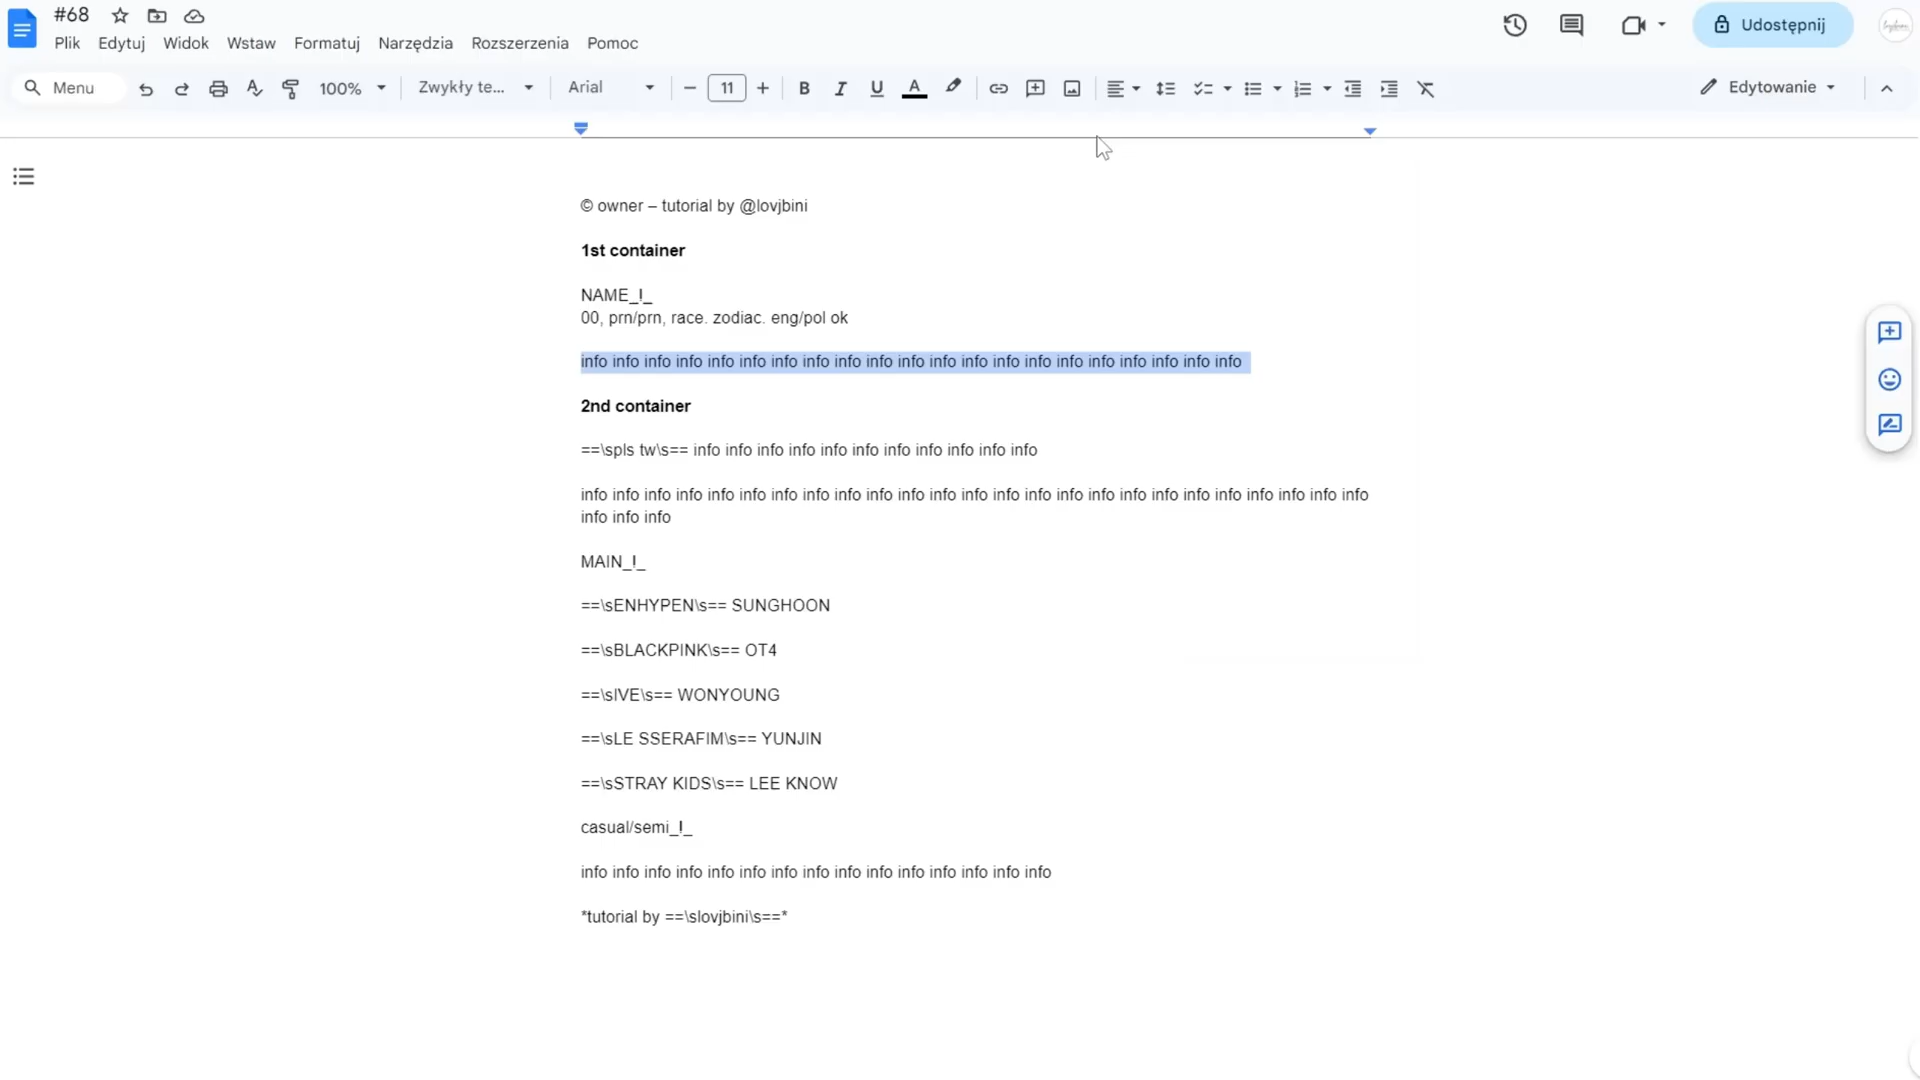 #68
Plik Edytuj Widok Wstaw Formatuj Narzędzia Rozszerzenia Pomoc
Udostępnij
Menu 100% Zwykły te... Arial 11 B I U A Edytowanie
© owner – tutorial by @lovjbini
1st container
NAME_!_
00, prn/prn, race. zodiac. eng/pol ok
info info info info info info info info info info info info info info info info info info info info info
2nd container
==\spls tw\s== info info info info info info info info info info info
info info info info info info info info info info info info info info info info info info info info info info info info info
info info info
MAIN_!_
==\sENHYPEN\s== SUNGHOON
==\sBLACKPINK\s== OT4
==\sIVE\s== WONYOUNG
==\sLE SSERAFIM\s== YUNJIN
==\sSTRAY KIDS\s== LEE KNOW
casual/semi_!_
info info info info info info info info info info info info info info info
*tutorial by ==\slovjbini\s==*